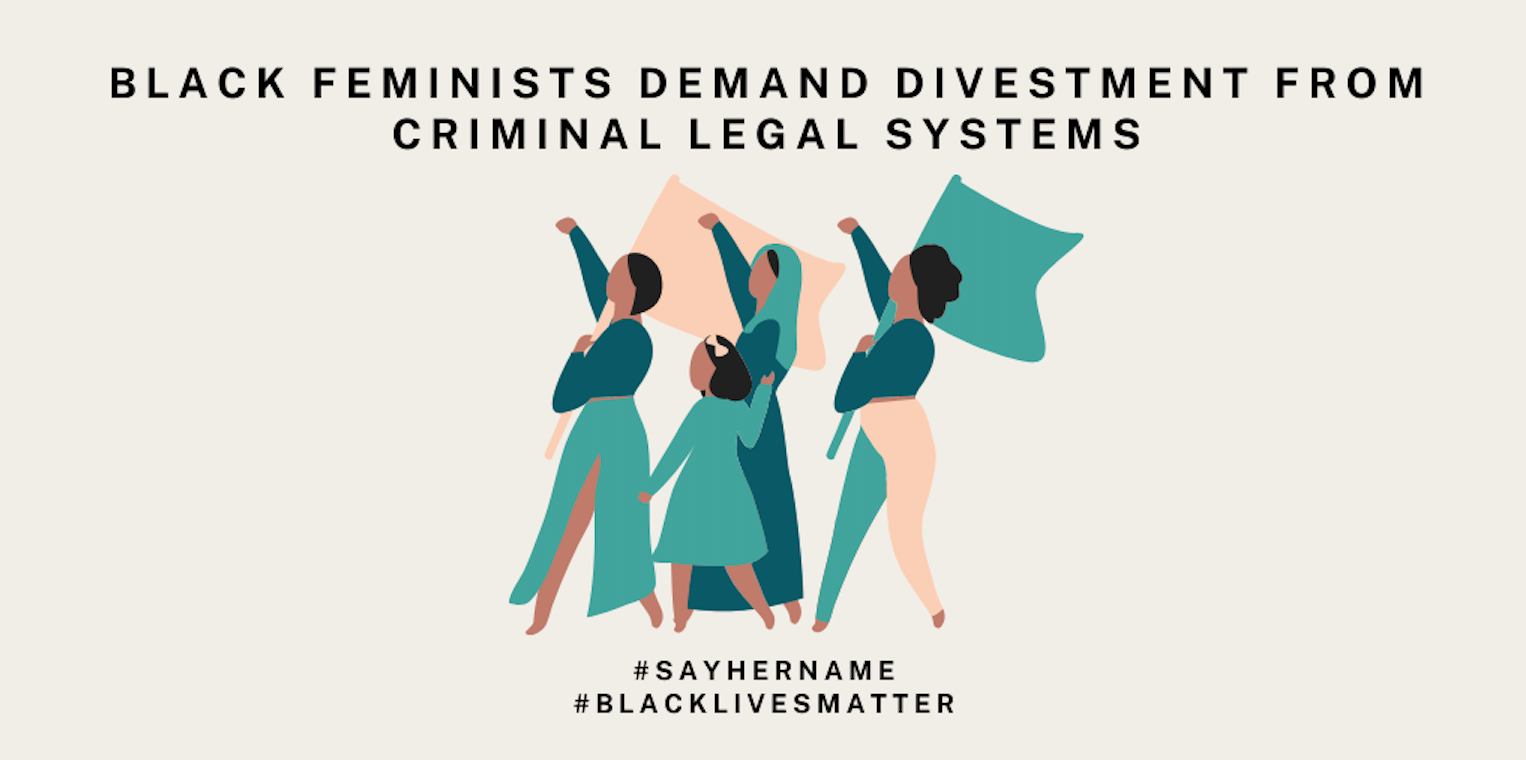 BLACK FEMINISTS DEMAND DIVESTMENT FROM
CRIMINAL LEGAL SYSTEMS
#SAYHERNAME
#BLACKLIVESMATTER